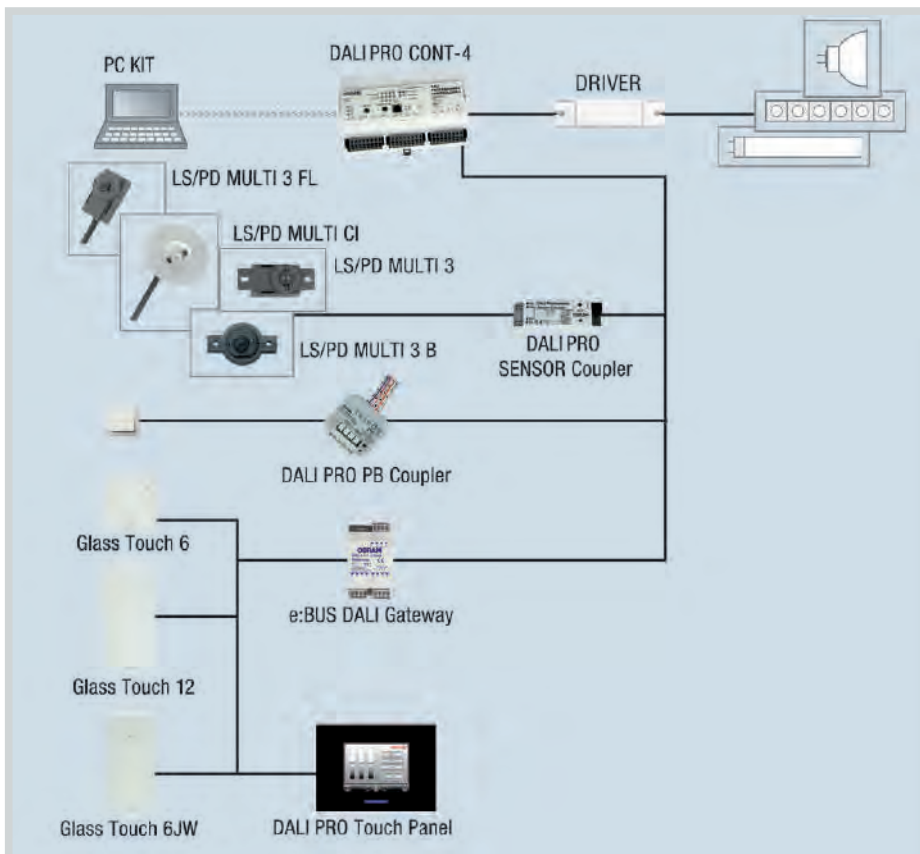 DALI PRO CONT-4
PC KIT
DRIVER
LS/PD MULTI 3 FL
LS/PD MULTI CI
LS/PD MULTI 3
LS/PD MULTI 3 B
DALI PRO
SENSOR Coupler
DALI PRO PB Coupler
Glass Touch 6
OSRAM
e:BUS DALI Gateway
Glass Touch 12
Glass Touch 6JW
DALI PRO Touch Panel